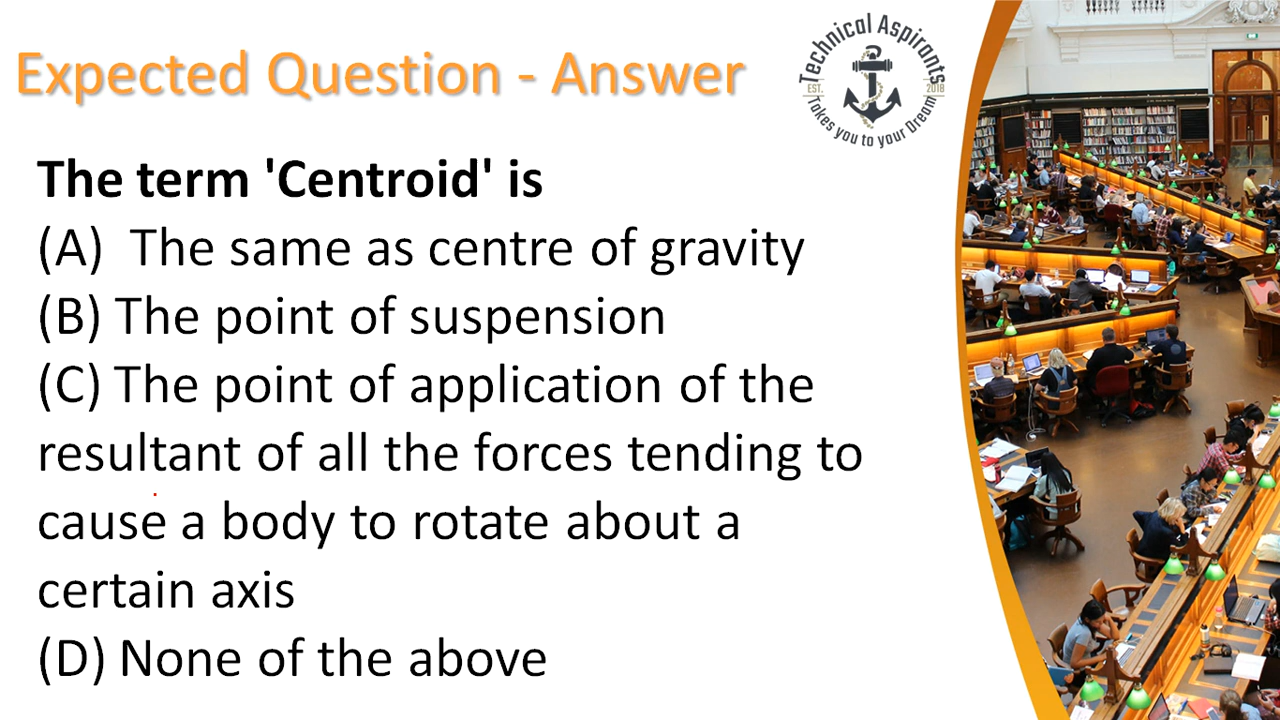 Expected Question - Answer
Technical Aspirants
EST. 2018
Takes you to your Dream
The term 'Centroid' is
(A) The same as centre of gravity
(B) The point of suspension
(C) The point of application of the
resultant of all the forces tending to
cause a body to rotate about a
certain axis
(D) None of the above